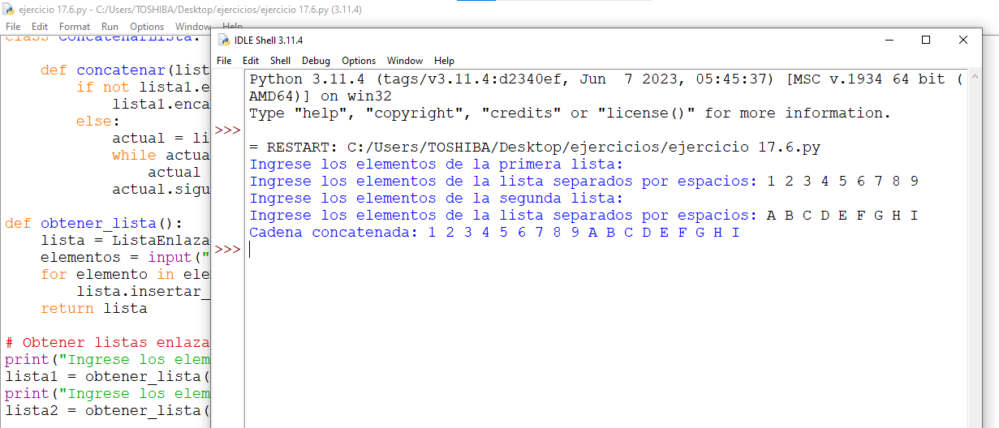 ejercicio 17.6.py - C:/Users/TOSHIBA/Desktop/ejercicios/ejercicio 17.6.py (3.11.4)
File Edit Format Run Options Window Help
class ConcatenarLista:
def concatenar(list
if not lista1.e
lista1.enca
else:
actual = li
while actua
actual
actual.sigu
def obtener_lista():
lista = ListaEnlaza
elementos = input("
for elemento in ele
lista.insertar_
return lista
# Obtener listas enlaza
print("Ingrese los elem
lista1 = obtener_lista(
print("Ingrese los elem
lista2 = obtener_lista(
IDLE Shell 3.11.4
File Edit Shell Debug Options Window Help
Python 3.11.4 (tags/v3.11.4:d2340ef, Jun  7 2023, 05:45:37) [MSC v.1934 64 bit (
AMD64)] on win32
Type "help", "copyright", "credits" or "license()" for more information.
>>>
= RESTART: C:/Users/TOSHIBA/Desktop/ejercicios/ejercicio 17.6.py
Ingrese los elementos de la primera lista:
Ingrese los elementos de la lista separados por espacios: 1 2 3 4 5 6 7 8 9
Ingrese los elementos de la segunda lista:
Ingrese los elementos de la lista separados por espacios: A B C D E F G H I
Cadena concatenada: 1 2 3 4 5 6 7 8 9 A B C D E F G H I
>>>